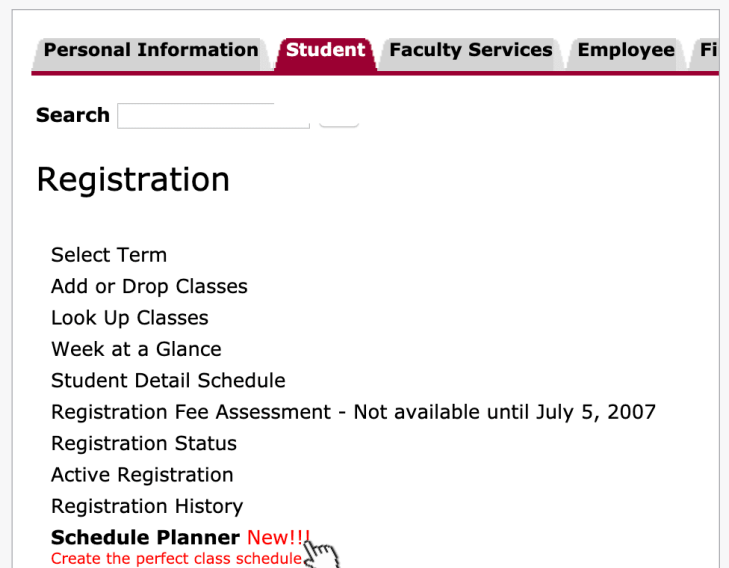 Personal Information Student Faculty Services Employee Fi
Search
Registration
Select Term
Add or Drop Classes
Look Up Classes
Week at a Glance
Student Detail Schedule
Registration Fee Assessment - Not available until July 5, 2007
Registration Status
Active Registration
Registration History
Schedule Planner New!!!
Create the perfect class schedule